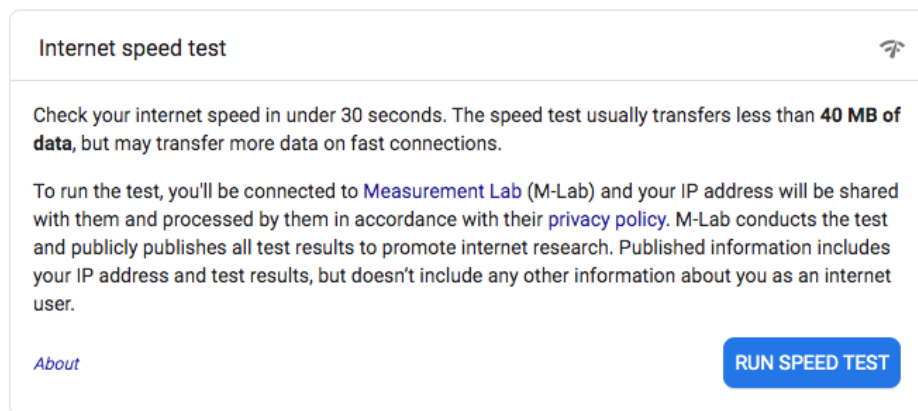 Internet speed test
Check your internet speed in under 30 seconds. The speed test usually transfers less than 40 MB of
data, but may transfer more data on fast connections.
To run the test, you'll be connected to Measurement Lab (M-Lab) and your IP address will be shared
with them and processed by them in accordance with their privacy policy. M-Lab conducts the test
and publicly publishes all test results to promote internet research. Published information includes
your IP address and test results, but doesn’t include any other information about you as an internet
user.
About
RUN SPEED TEST